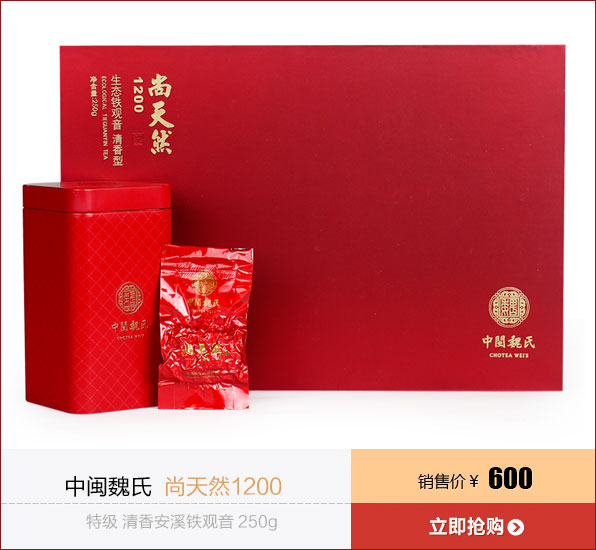 尚天然
1200
生态铁观音 清香型
ECOLOGICAL TIEGUANYIN TEA
净含量:250g
中闽魏氏
CHOTEA WEI'S
中闽魏氏
CHOTEA WEI'S
尚天然
中闽魏氏 尚天然1200
特级 清香安溪铁观音 250g
销售价¥ 600
立即抢购